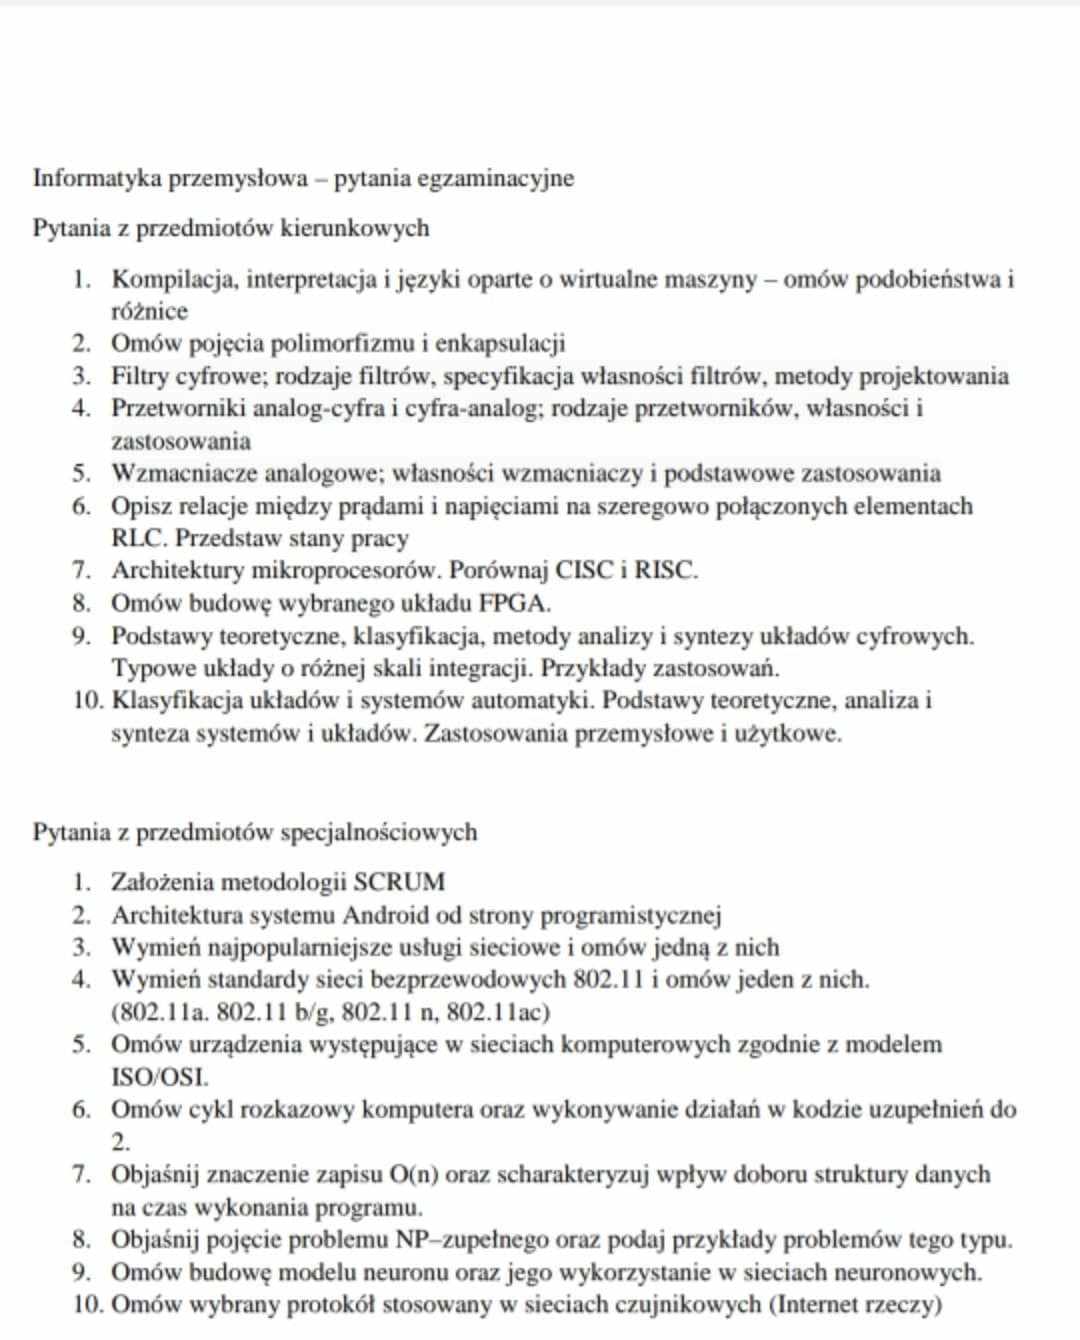 Informatyka przemysłowa – pytania egzaminacyjne
Pytania z przedmiotów kierunkowych
1. Kompilacja, interpretacja i języki oparte o wirtualne maszyny – omów podobieństwa i
różnice
2. Omów pojęcia polimorfizmu i enkapsulacji
3. Filtry cyfrowe; rodzaje filtrów, specyfikacja własności filtrów, metody projektowania
4. Przetworniki analog-cyfra i cyfra-analog; rodzaje przetworników, własności i
zastosowania
5. Wzmacniacze analogowe; własności wzmacniaczy i podstawowe zastosowania
6. Opisz relacje między prądami i napięciami na szeregowo połączonych elementach
RLC. Przedstaw stany pracy
7. Architektury mikroprocesorów. Porównaj CISC i RISC.
8. Omów budowę wybranego układu FPGA.
9. Podstawy teoretyczne, klasyfikacja, metody analizy i syntezy układów cyfrowych.
Typowe układy o różnej skali integracji. Przykłady zastosowań.
10. Klasyfikacja układów i systemów automatyki. Podstawy teoretyczne, analiza i
synteza systemów i układów. Zastosowania przemysłowe i użytkowe.
Pytania z przedmiotów specjalnościowych
1. Założenia metodologii SCRUM
2. Architektura systemu Android od strony programistycznej
3. Wymień najpopularniejsze usługi sieciowe i omów jedną z nich
4. Wymień standardy sieci bezprzewodowych 802.11 i omów jeden z nich.
(802.11a. 802.11 b/g, 802.11 n, 802.11ac)
5. Omów urządzenia występujące w sieciach komputerowych zgodnie z modelem
ISO/OSI.
6. Omów cykl rozkazowy komputera oraz wykonywanie działań w kodzie uzupełnień do
2.
7. Objaśnij znaczenie zapisu O(n) oraz scharakteryzuj wpływ doboru struktury danych
na czas wykonania programu.
8. Objaśnij pojęcie problemu NP–zupełnego oraz podaj przykłady problemów tego typu.
9. Omów budowę modelu neuronu oraz jego wykorzystanie w sieciach neuronowych.
10. Omów wybrany protokół stosowany w sieciach czujnikowych (Internet rzeczy)